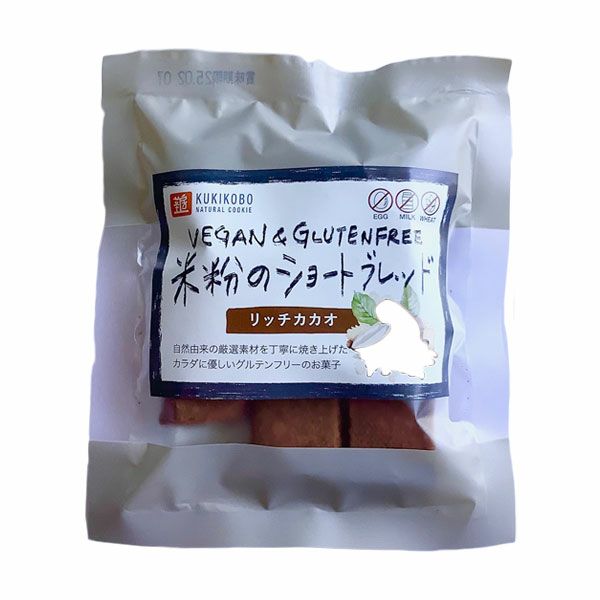 賞味期限25.02.07
KUKIKOBO
NATURAL COOKIE
EGG MILK WHEAT
VEGAN & GLUTENFREE
米粉のショートブレッド
リッチカカオ
自然由来の厳選素材を丁寧に焼き上げた
カラダに優しいグルテンフリーのお菓子